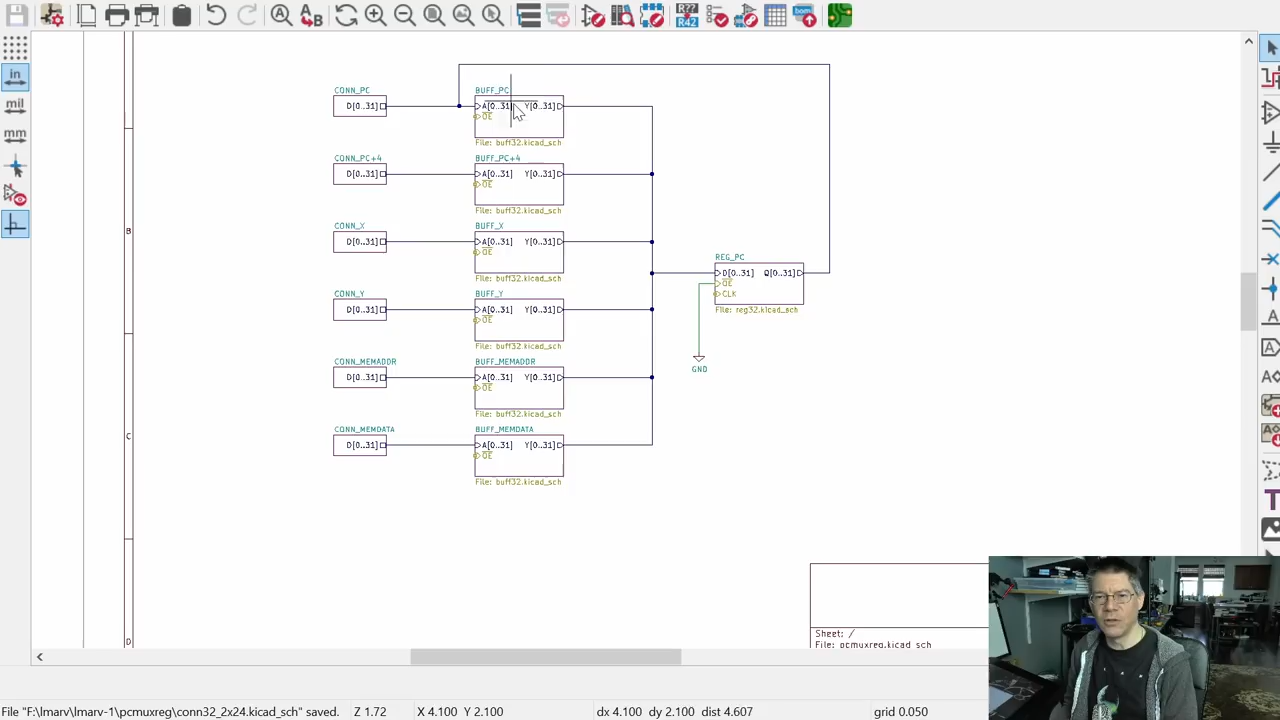 in
mil
mm
A
B
R??
R42
bom
CONN_PC
D[0..31]
BUFF_PC
A[0..31] Y[0..31]
OE
File: buff32.kicad_sch
CONN_PC+4
D[0..31]
BUFF_PC+4
A[0..31] Y[0..31]
OE
File: buff32.kicad_sch
B
CONN_X
D[0..31]
BUFF_X
A[0..31] Y[0..31]
OE
File: buff32.kicad_sch
REG_PC
D[0..31] Q[0..31]
OE
CLK
File: reg32.kicad_sch
CONN_Y
D[0..31]
BUFF_Y
A[0..31] Y[0..31]
OE
File: buff32.kicad_sch
GND
CONN_MEMADDR
D[0..31]
BUFF_MEMADDR
A[0..31] Y[0..31]
OE
File: buff32.kicad_sch
C
CONN_MEMDATA
D[0..31]
BUFF_MEMDATA
A[0..31] Y[0..31]
OE
File: buff32.kicad_sch
A
A
A
T
D
Sheet: /
File: pcmuxreg.kicad_sch
File "F:\lmarv\lmarv-1\pcmuxreg\conn32_2x24.kicad_sch" saved. Z 1.72 X 4.100 Y 2.100 dx 4.100 dy 2.100 dist 4.607 grid 0.050